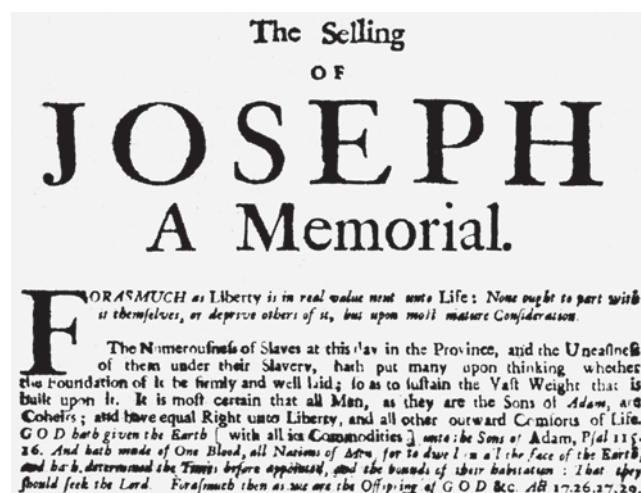 The Selling
OF
JOSEPH
A Memorial.
FORASMUCH as Liberty is in real value next unto Life: None ought to part with
it themselves, or deprive others of it, but upon most mature Consideration.
The Numerousness of Slaves at this day in the Province, and the Uneasiness
of them under their Slavery, hath put many upon thinking whether
the Foundation of it be firmly and well laid; so as to sustain the Vast Weight that is
built upon it. It is most certain that all Men, as they are the Sons of Adam, are
Coheirs; and have equal Right unto Liberty, and all other outward Comforts of Life.
GOD hath given the Earth [with all its Commodities] unto the Sons of Adam, Psal 115.
16. And hath made of One Blood, all Nations of Men, for to dwell on all the face of the Earth,
and hath determined the Times before appointed, and the bounds of their habitation: That they
should seek the Lord. Forasmuch then as we are the Offspring of GOD &c. Act 17.26,27,29.